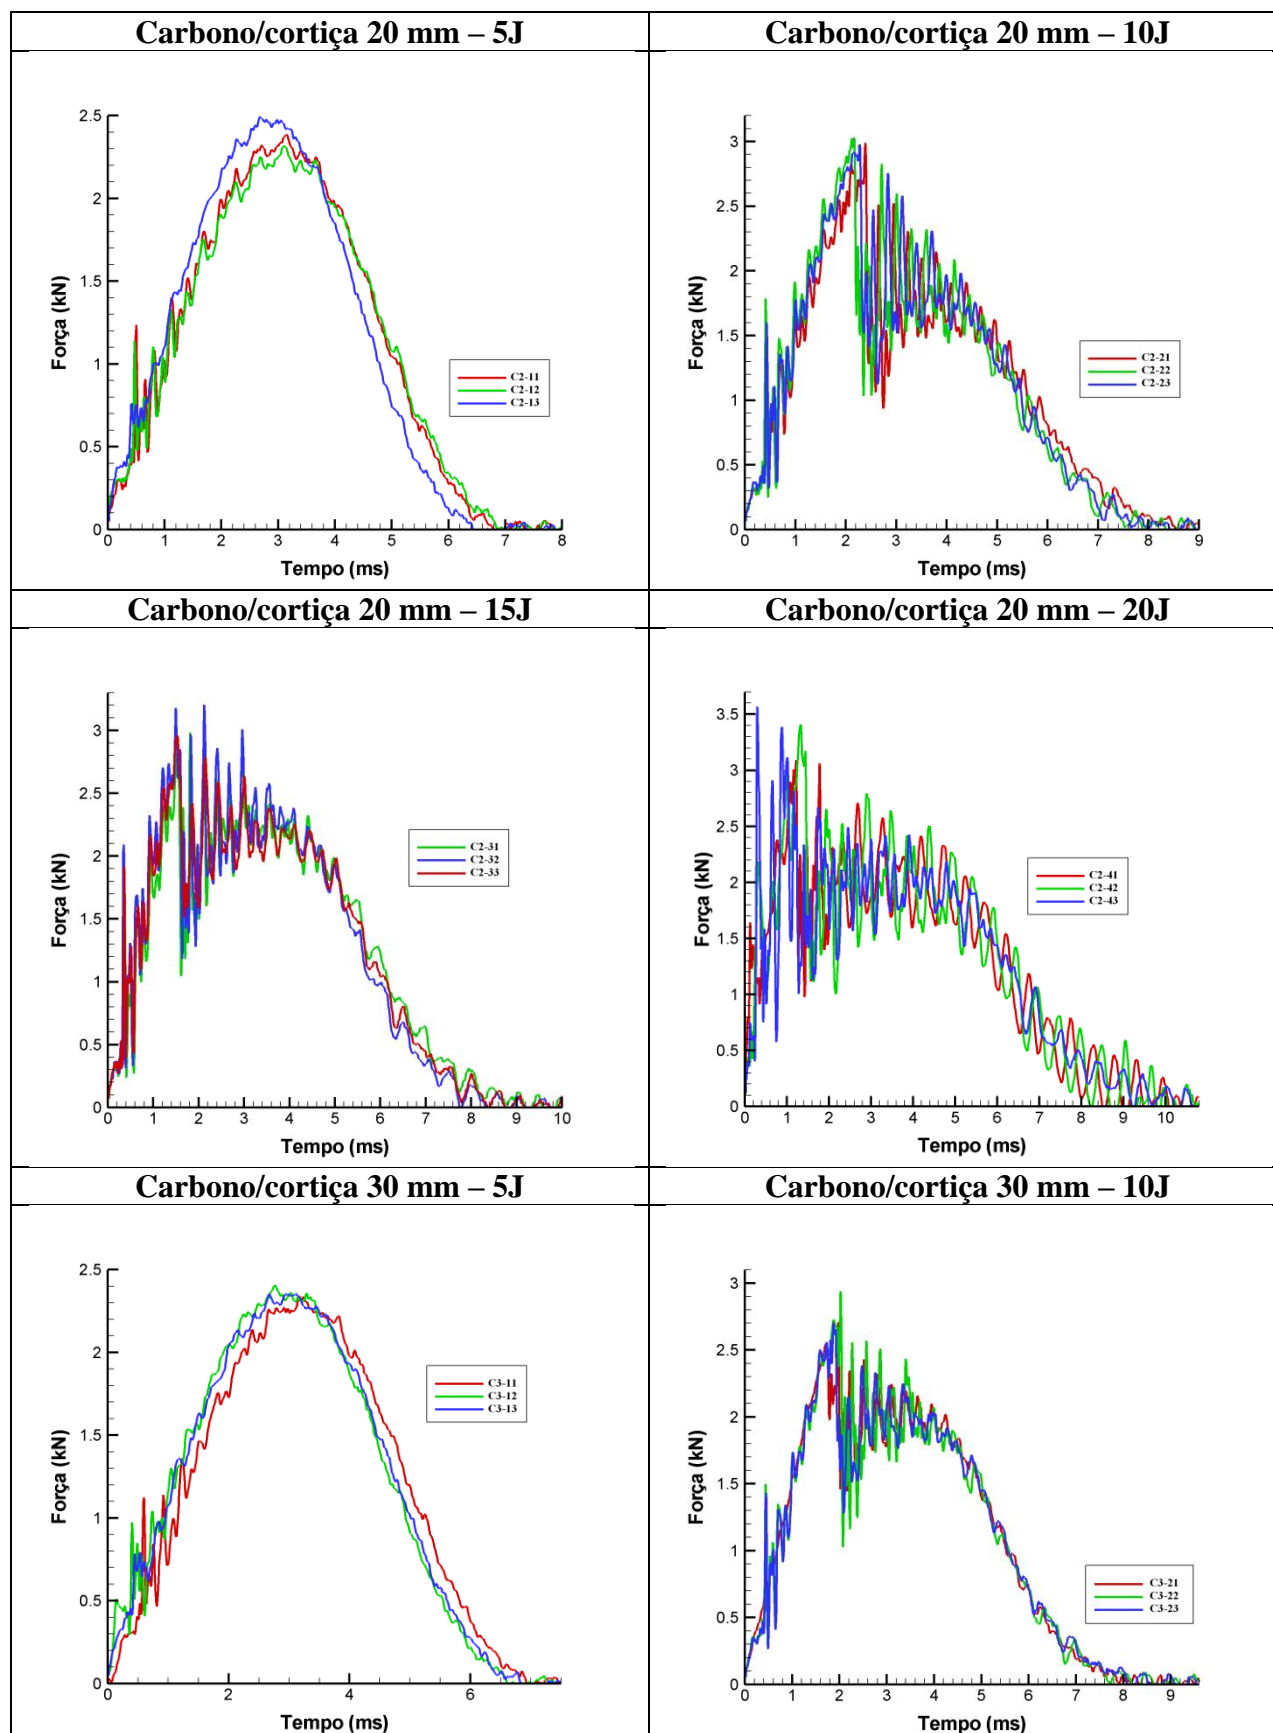 Carbono/cortiça 20 mm – 5J
Carbono/cortiça 20 mm – 10J
Força (kN)
2.5
2
1.5
1
0.5
0
0 1 2 3 4 5 6 7 8
Tempo (ms)
C2-11
C2-12
C2-13
Força (kN)
3
2.5
2
1.5
1
0.5
0
0 1 2 3 4 5 6 7 8 9
Tempo (ms)
C2-21
C2-22
C2-23
Carbono/cortiça 20 mm – 15J
Carbono/cortiça 20 mm – 20J
Força (kN)
3
2.5
2
1.5
1
0.5
0
0 1 2 3 4 5 6 7 8 9 10
Tempo (ms)
C2-31
C2-32
C2-33
Força (kN)
3.5
3
2.5
2
1.5
1
0.5
0
0 1 2 3 4 5 6 7 8 9 10
Tempo (ms)
C2-41
C2-42
C2-43
Carbono/cortiça 30 mm – 5J
Carbono/cortiça 30 mm – 10J
Força (kN)
2.5
2
1.5
1
0.5
0
0 2 4 6
Tempo (ms)
C3-11
C3-12
C3-13
Força (kN)
3
2.5
2
1.5
1
0.5
0
0 1 2 3 4 5 6 7 8 9
Tempo (ms)
C3-21
C3-22
C3-23